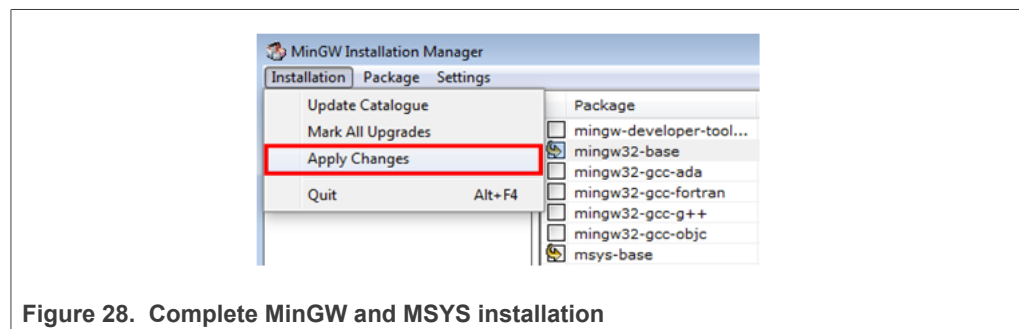 MinGW Installation Manager
Installation Package Settings
Update Catalogue
Mark All Upgrades
Apply Changes
Quit Alt+F4
Package
mingw-developer-tool...
mingw32-base
mingw32-gcc-ada
mingw32-gcc-fortran
mingw32-gcc-g++
mingw32-gcc-objc
msys-base
Figure 28. Complete MinGW and MSYS installation